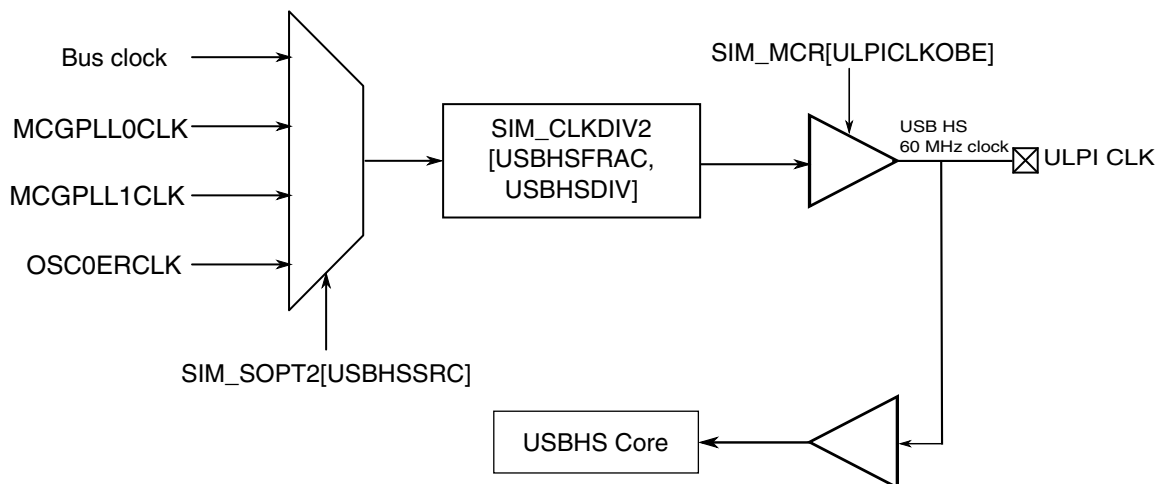 Bus clock
MCGPLL0CLK
MCGPLL1CLK
OSC0ERCLK
SIM_SOPT2[USBHSSRC]
SIM_CLKDIV2
[USBHSFRAC,
USBHSDIV]
SIM_MCR[ULPICLKOBE]
USB HS
60 MHz clock
ULPI CLK
USBHS Core